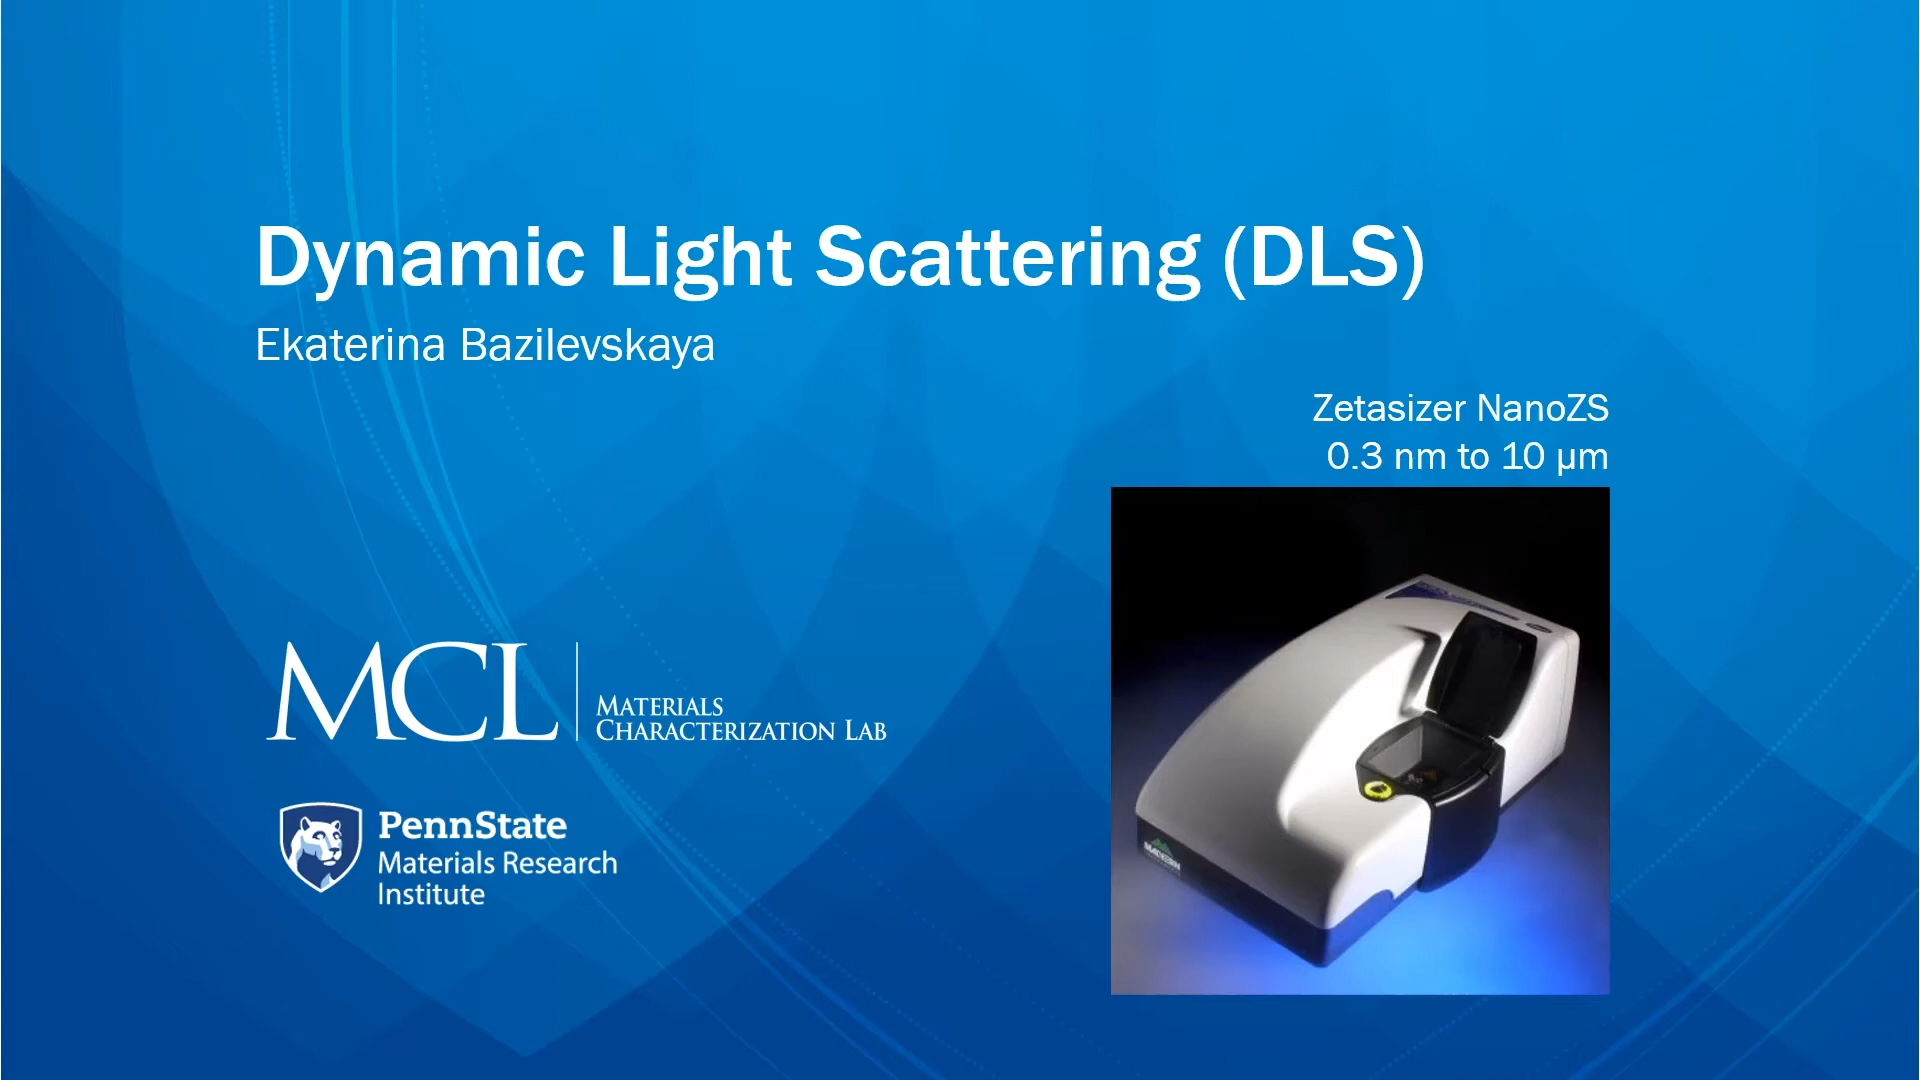 Dynamic Light Scattering (DLS)
Ekaterina Bazilevskaya
Zetasizer NanoZS
0.3 nm to 10 µm
MCL
MATERIALS
CHARACTERIZATION LAB
PennState
Materials Research
Institute